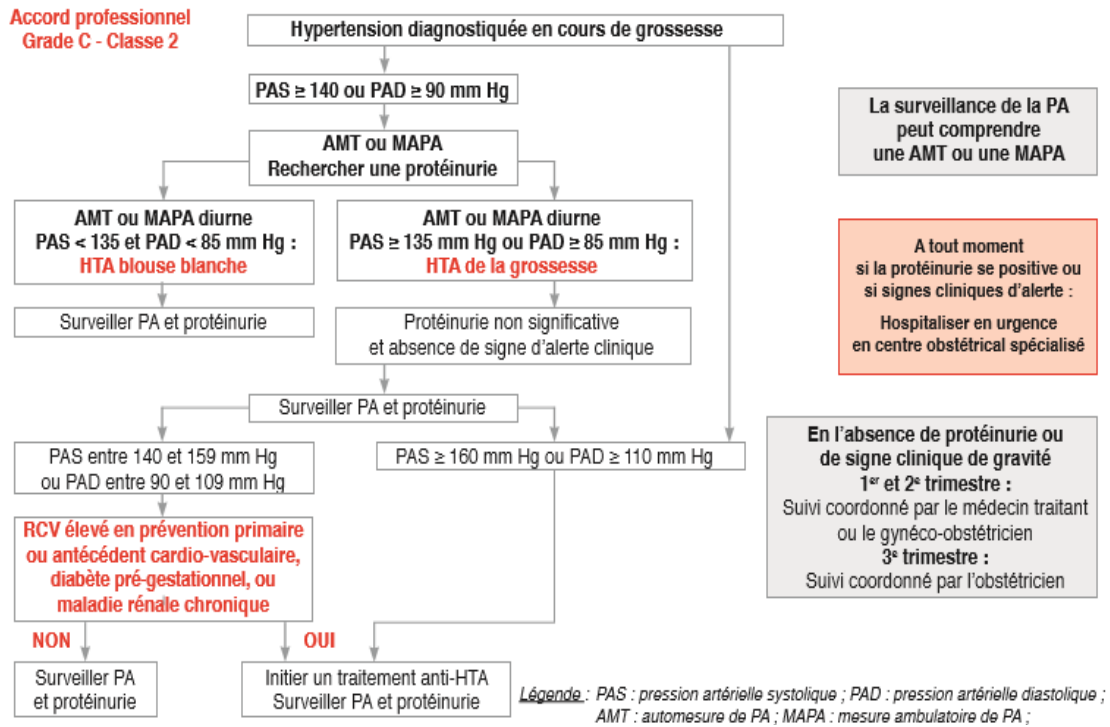 Accord professionnel
Grade C - Classe 2
Hypertension diagnostiquée en cours de grossesse
PAS ≥ 140 ou PAD ≥ 90 mm Hg
AMT ou MAPA
Rechercher une protéinurie
AMT ou MAPA diurne
PAS < 135 et PAD < 85 mm Hg :
HTA blouse blanche
AMT ou MAPA diurne
PAS ≥ 135 mm Hg ou PAD ≥ 85 mm Hg :
HTA de la grossesse
Surveiller PA et protéinurie
Protéinurie non significative
et absence de signe d'alerte clinique
Surveiller PA et protéinurie
PAS entre 140 et 159 mm Hg
ou PAD entre 90 et 109 mm Hg
PAS ≥ 160 mm Hg ou PAD ≥ 110 mm Hg
RCV élevé en prévention primaire
ou antécédent cardio-vasculaire,
diabète pré-gestationnel, ou
maladie rénale chronique
NON
OUI
Surveiller PA
et protéinurie
Initier un traitement anti-HTA
Surveiller PA et protéinurie
La surveillance de la PA
peut comprendre
une AMT ou une MAPA
A tout moment
si la protéinurie se positive ou
si signes cliniques d'alerte :
Hospitaliser en urgence
en centre obstétrical spécialisé
En l'absence de protéinurie ou
de signe clinique de gravité
1er et 2e trimestre :
Suivi coordonné par le médecin traitant
ou le gynéco-obstétricien
3e trimestre :
Suivi coordonné par l'obstétricien
Légende : PAS : pression artérielle systolique ; PAD : pression artérielle diastolique ;
AMT : automesure de PA ; MAPA : mesure ambulatoire de PA ;